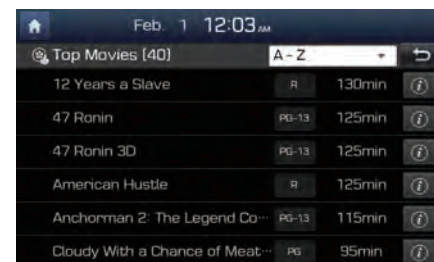 Feb. 1 12:03 AM
Top Movies (40) A-Z
12 Years a Slave R 130min
47 Ronin PG-13 125min
47 Ronin 3D PG-13 125min
American Hustle R 125min
Anchorman 2: The Legend Co… PG-13 115min
Cloudy With a Chance of Meat… PG 95min